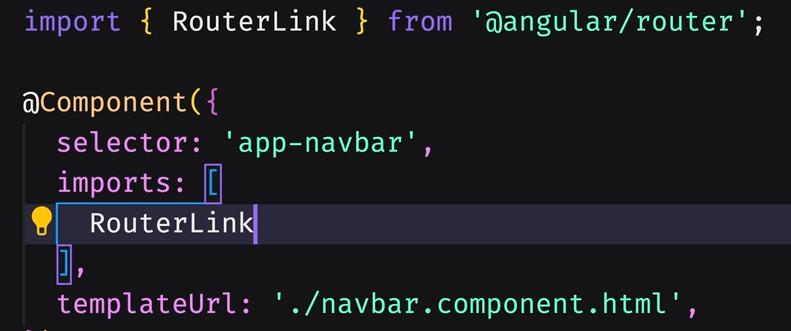 import { RouterLink } from '@angular/router';
@Component({
selector: 'app-navbar',
imports: [
RouterLink
],
templateUrl: './navbar.component.html',